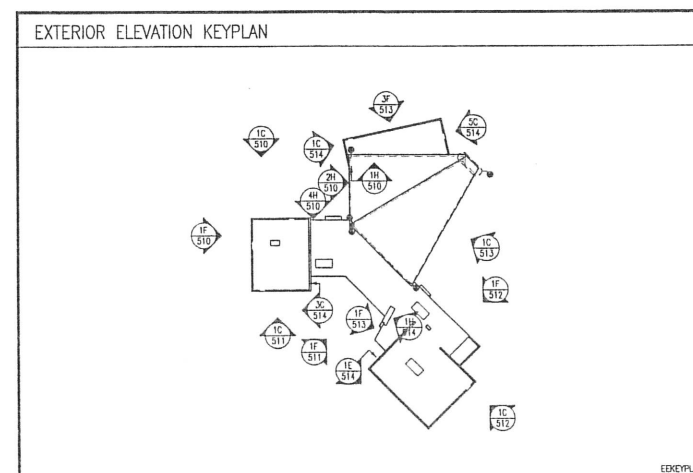 EXTERIOR ELEVATION KEYPLAN
3F
513
5C
514
1C
510
1C
514
2H
510
1H
510
4H
510
1F
510
1C
513
1F
512
3C
514
1F
513
1H
514
1C
511
1F
511
1E
514
1C
512